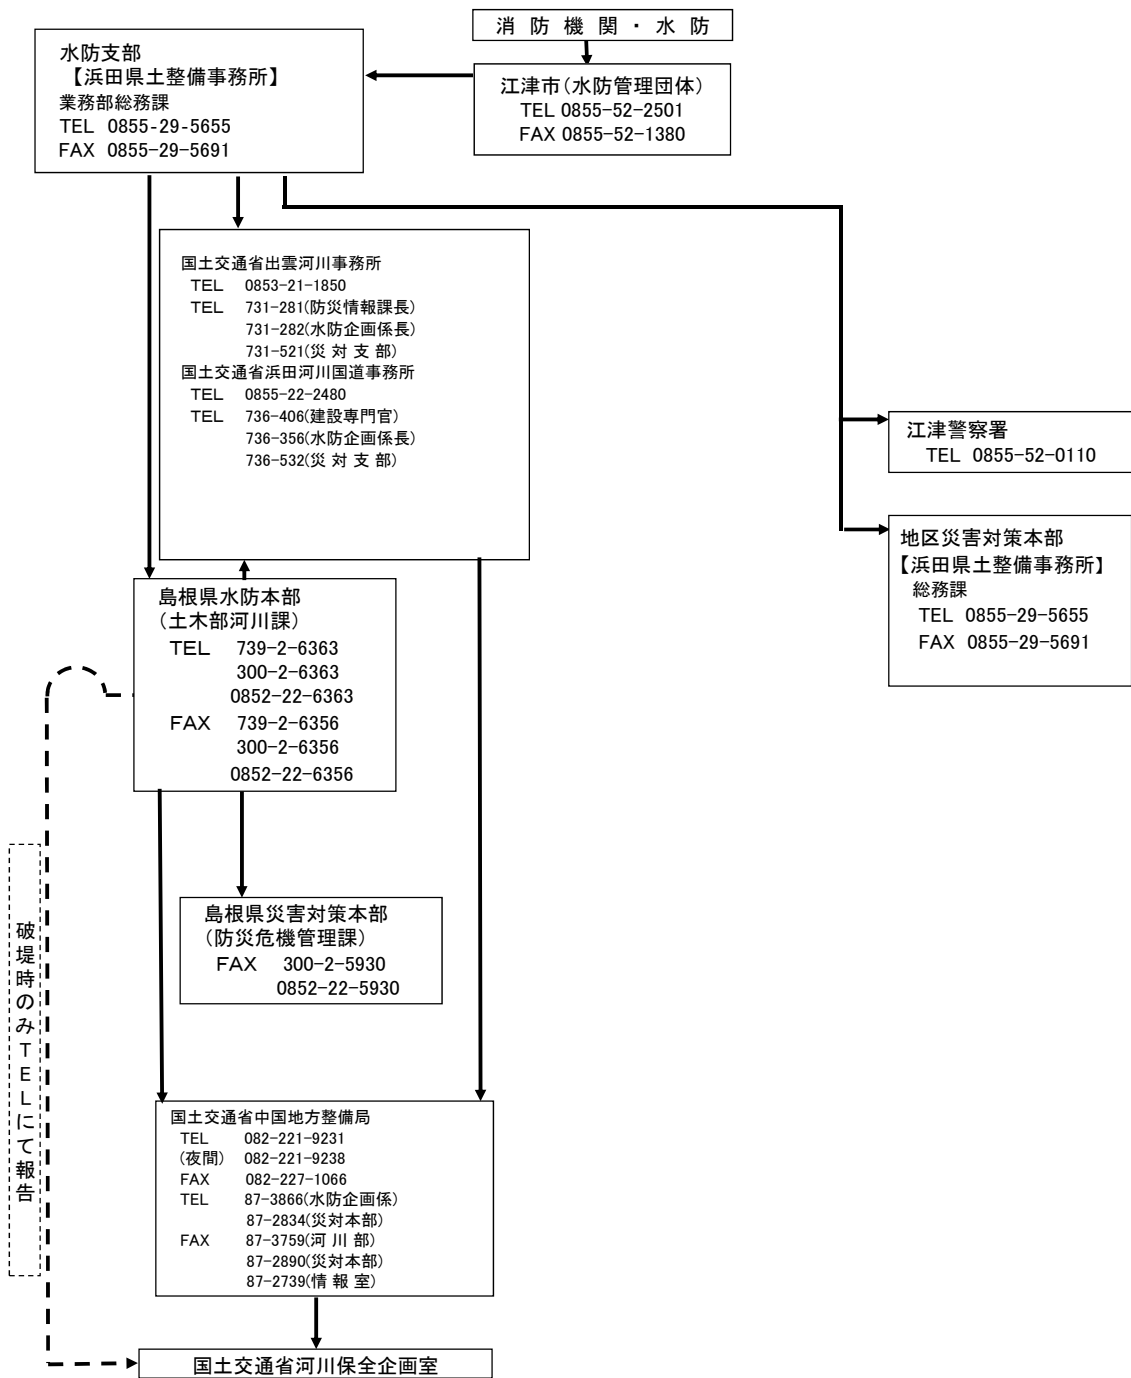 消防機関・水防
水防支部
【浜田県土整備事務所】
業務部総務課
TEL 0855-29-5655
FAX 0855-29-5691
江津市(水防管理団体)
TEL 0855-52-2501
FAX 0855-52-1380
国土交通省出雲河川事務所
TEL 0853-21-1850
TEL 731-281(防災情報課長)
731-282(水防企画係長)
731-521(災対支部)
国土交通省浜田河川国道事務所
TEL 0855-22-2480
TEL 736-406(建設専門官)
736-356(水防企画係長)
736-532(災対支部)
江津警察署
TEL 0855-52-0110
地区災害対策本部
【浜田県土整備事務所】
総務課
TEL 0855-29-5655
FAX 0855-29-5691
島根県水防本部
(土木部河川課)
TEL 739-2-6363
300-2-6363
0852-22-6363
FAX 739-2-6356
300-2-6356
0852-22-6356
島根県災害対策本部
(防災危機管理課)
FAX 300-2-5930
0852-22-5930
破堤時のみTELにて報告
国土交通省中国地方整備局
TEL 082-221-9231
(夜間) 082-221-9238
FAX 082-227-1066
TEL 87-3866(水防企画係)
87-2834(災対本部)
FAX 87-3759(河川部)
87-2890(災対本部)
87-2739(情報室)
国土交通省河川保全企画室